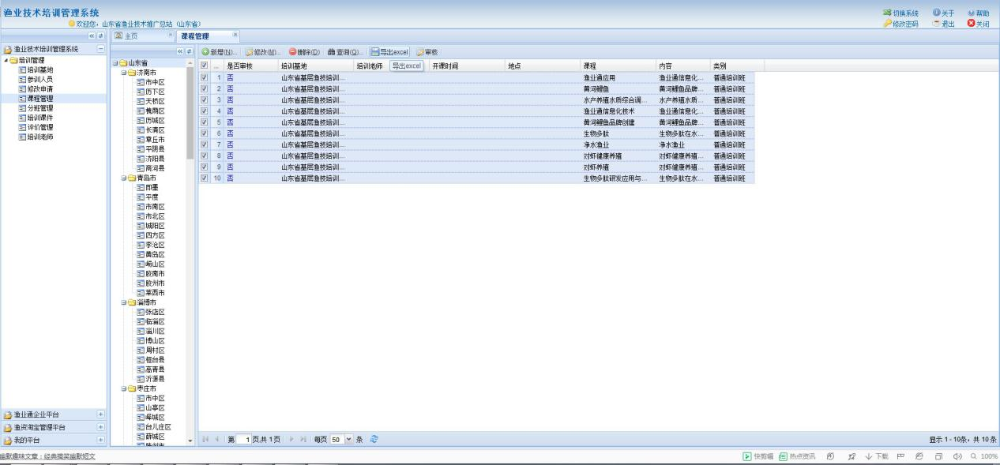 渔业技术培训管理系统
欢迎您，山东省渔业技术推广总站（山东省）
切换系统 关于 帮助
修改密码 退出 关闭
主页 课程管理
渔业技术培训管理系统
培训管理
培训基地
参训人员
修改申请
课程管理
分班管理
培训课件
评价管理
培训老师
渔业通企业平台
渔资淘宝管理平台
我的平台
山东省
济南市
市中区
历下区
天桥区
槐荫区
历城区
长清区
章丘市
平阴县
济阳县
商河县
青岛市
即墨
平度
市南区
市北区
城阳区
四方区
李沧区
黄岛区
崂山区
胶南市
胶州市
莱西市
淄博市
张店区
临淄区
淄川区
博山区
周村区
桓台县
高青县
沂源县
枣庄市
市中区
山亭区
峄城区
台儿庄区
薛城区
滕州市
新增(N)... 修改(M)... 删除(D) 查询(Q)... 导出excel 审核
... 是否审核 培训基地 培训老师 导出excel 开课时间 地点 课程 内容 类别
1 否 山东省基层渔技培训... 渔业通应用 渔业通信息化... 普通培训班
2 否 山东省基层渔技培训... 黄河鲤鱼 黄河鲤鱼品牌... 普通培训班
3 否 山东省基层渔技培训... 水产养殖水质综合调... 水产养殖水质... 普通培训班
4 否 山东省基层渔技培训... 渔业通信息化技术 渔业通信息化... 普通培训班
5 否 山东省基层渔技培训... 黄河鲤鱼品牌创建 黄河鲤鱼品牌... 普通培训班
6 否 山东省基层渔技培训... 生物多肽 生物多肽在水... 普通培训班
7 否 山东省基层渔技培训... 净水渔业 净水渔业 普通培训班
8 否 山东省基层渔技培训... 对虾健康养殖 对虾健康养殖... 普通培训班
9 否 山东省基层渔技培训... 对虾养殖 对虾健康养殖... 普通培训班
10 否 山东省基层渔技培训... 生物多肽研发应用与... 生物多肽在水... 普通培训班
第 1 页,共 1 页 每页 50 条
显示 1 - 10条，共 10 条
幽默趣味文章：经典搞笑幽默短文
快剪辑 热点资讯 下载 100%